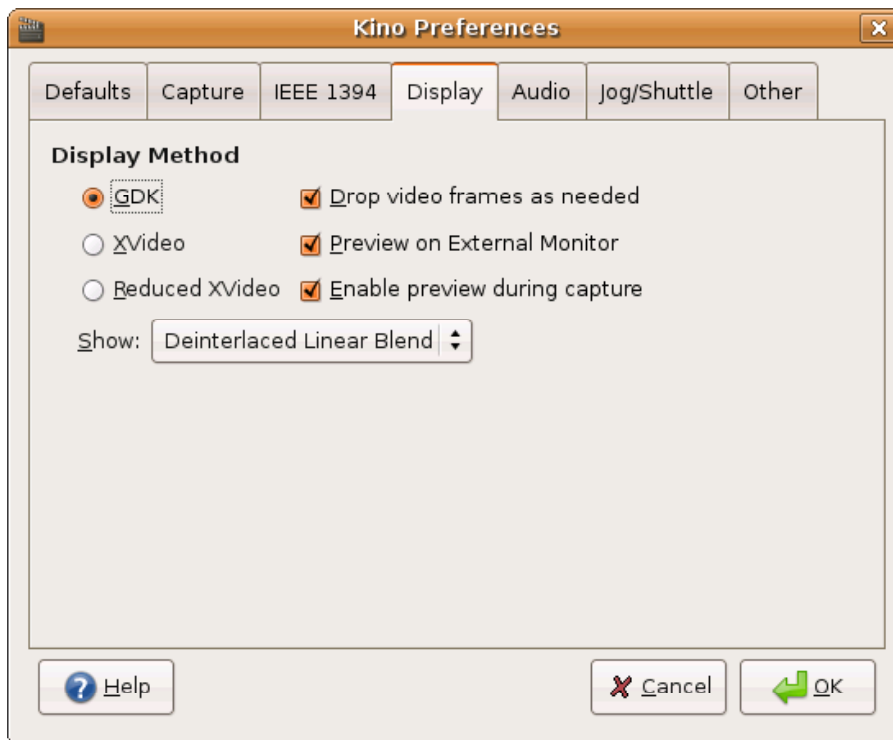 Kino Preferences
Defaults Capture IEEE 1394 Display Audio Jog/Shuttle Other
Display Method
GDK Drop video frames as needed
XVideo Preview on External Monitor
Reduced XVideo Enable preview during capture
Show: Deinterlaced Linear Blend
Help Cancel OK